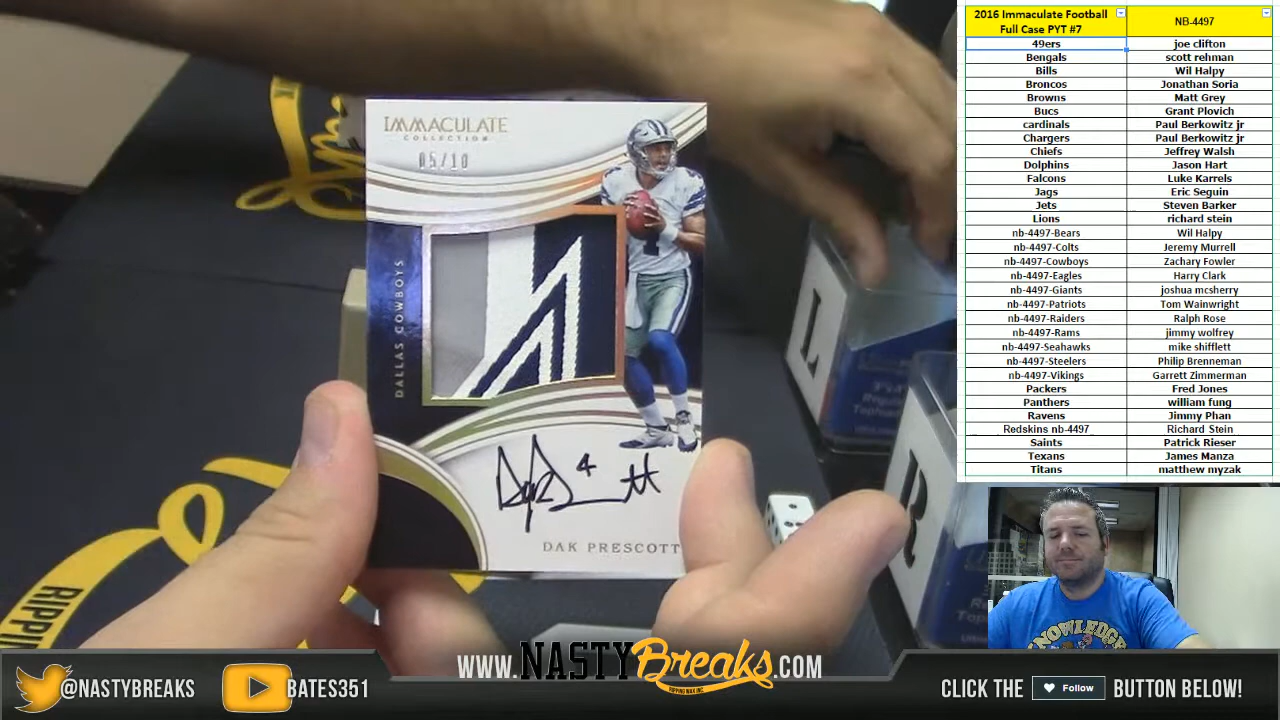 IMMACULATE
COLLECTION
05/10
DALLAS COWBOYS
4
DAK PRESCOTT
RIPPIN
2016 Immaculate Football
Full Case PYT #7
NB-4497
49ers joe clifton
Bengals scott rehman
Bills Wil Halpy
Broncos Jonathan Soria
Browns Matt Grey
Bucs Grant Plovich
cardinals Paul Berkowitz jr
Chargers Paul Berkowitz jr
Chiefs Jeffrey Walsh
Dolphins Jason Hart
Falcons Luke Karrels
Jags Eric Seguin
Jets Steven Barker
Lions richard stein
nb-4497-Bears Wil Halpy
nb-4497-Colts Jeremy Murrell
nb-4497-Cowboys Zachary Fowler
nb-4497-Eagles Harry Clark
nb-4497-Giants joshua mcsherry
nb-4497-Patriots Tom Wainwright
nb-4497-Raiders Ralph Rose
nb-4497-Rams jimmy wolfrey
nb-4497-Seahawks mike shifflett
nb-4497-Steelers Philip Brenneman
nb-4497-Vikings Garrett Zimmerman
Packers Fred Jones
Panthers william fung
Ravens Jimmy Phan
Redskins nb-4497 Richard Stein
Saints Patrick Rieser
Texans James Manza
Titans matthew myzak
KNOWLEDGE
@NASTYBREAKS
BATES351
WWW.NASTYBreaks.COM
RIPPING WAX INC
CLICK THE Follow BUTTON BELOW!